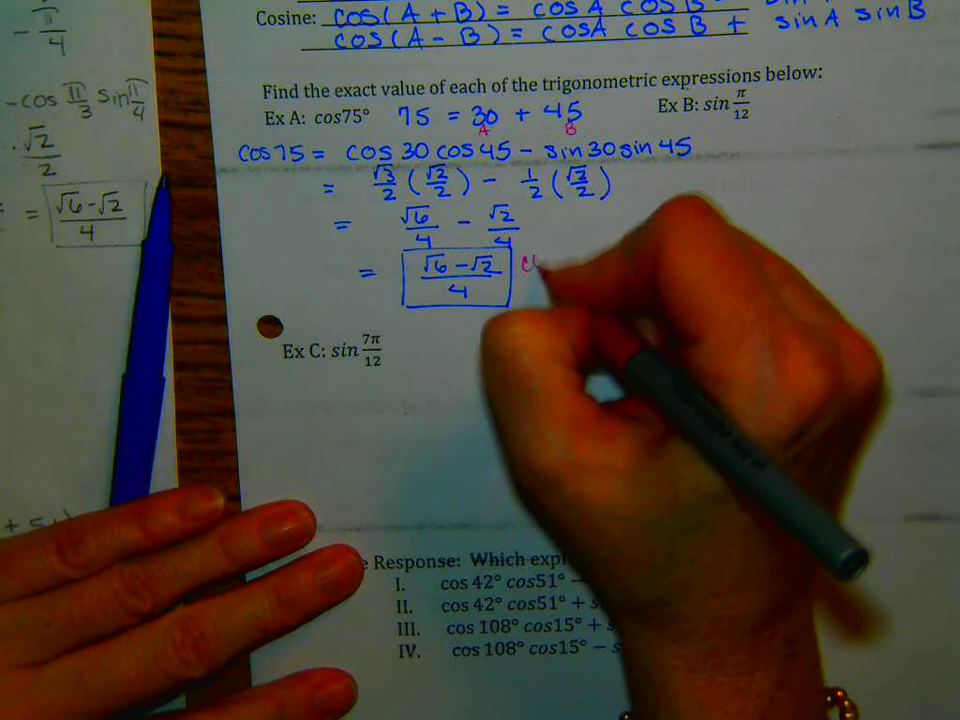 Cosine: cos(A + B) = cos A cos B
cos(A - B) = cosA cos B + sin A sin B
Find the exact value of each of the trigonometric expressions below:
Ex A: cos75° 75 = 30 + 45 Ex B: sin π/12
A B
cos 75 = cos 30 cos 45 - sin 30 sin 45
= √3/2 (√2/2) - 1/2 (√2/2)
= √6/4 - √2/4
= √6-√2/4
Ex C: sin 7π/12
Response: Which
I. cos 42° cos51° -
II. cos 42° cos51° +
III. cos 108° cos15° +
IV. cos 108° cos15° -
- π/4
-cos π/3 sin π/4
· √2/2
= √6-√2/4